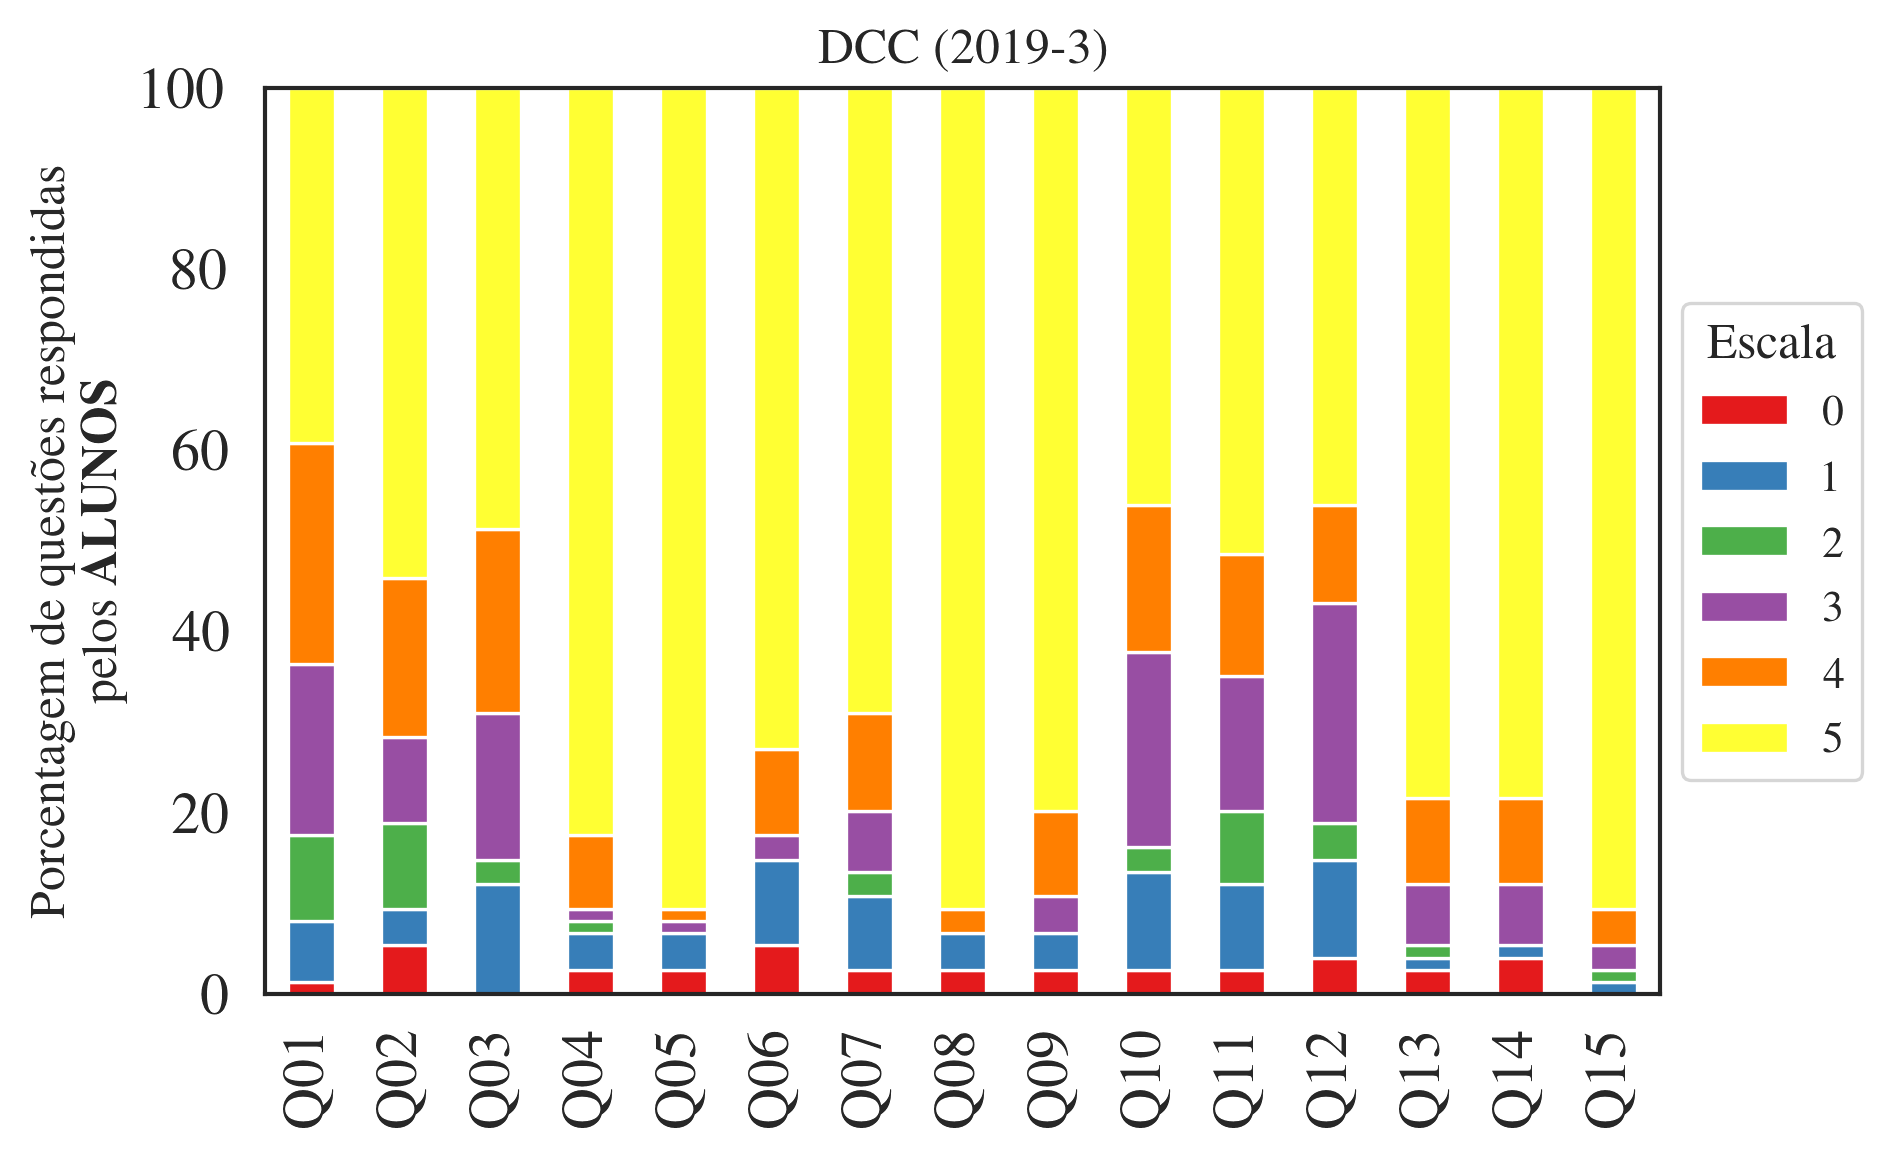 DCC (2019-3)
Porcentagem de questões respondidas
pelos ALUNOS
100
80
60
40
20
0
Q01
Q02
Q03
Q04
Q05
Q06
Q07
Q08
Q09
Q10
Q11
Q12
Q13
Q14
Q15
Escala
0
1
2
3
4
5